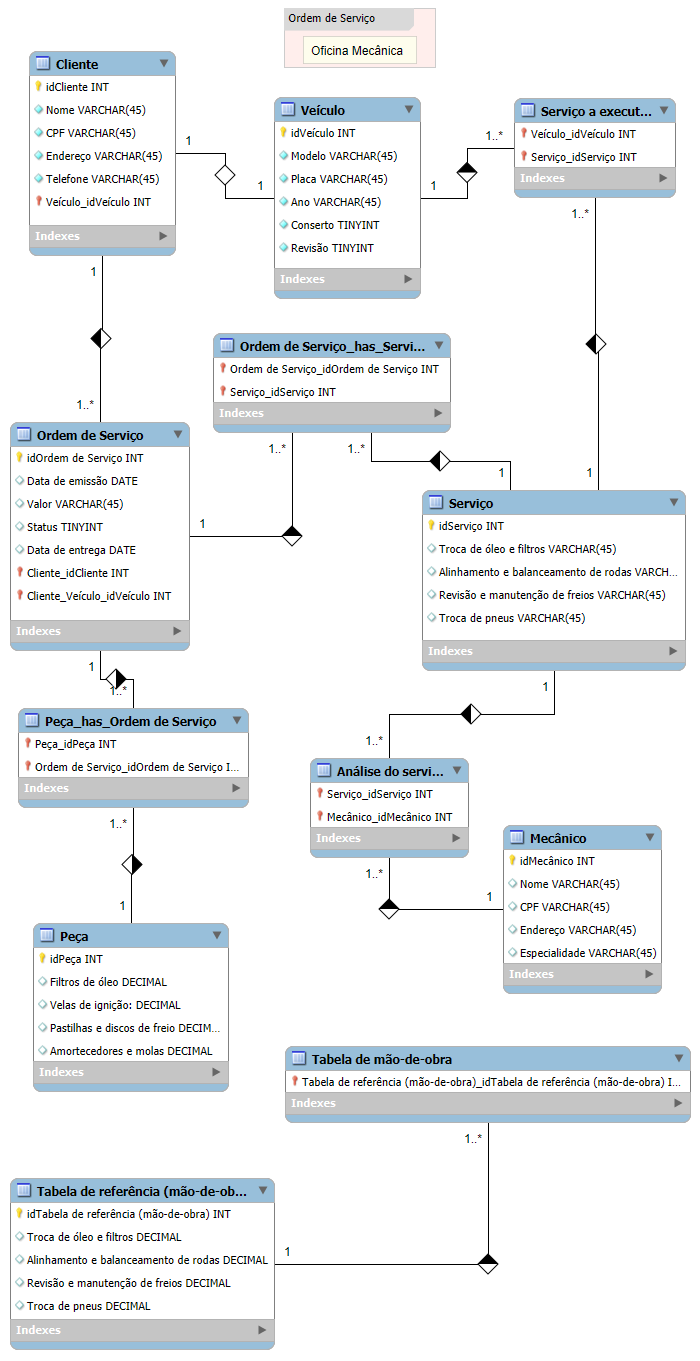 Ordem de Serviço
Oficina Mecânica
Cliente
idCliente INT
Nome VARCHAR(45)
CPF VARCHAR(45)
Endereço VARCHAR(45)
Telefone VARCHAR(45)
Veículo_idVeículo INT
Indexes
1
1
Veículo
idVeículo INT
Modelo VARCHAR(45)
Placa VARCHAR(45)
Ano VARCHAR(45)
Conserto TINYINT
Revisão TINYINT
Indexes
1
1..*
Serviço a execut...
Veículo_idVeículo INT
Serviço_idServiço INT
Indexes
1..*
1
1
1..*
Ordem de Serviço_has_Servi...
Ordem de Serviço_idOrdem de Serviço INT
Serviço_idServiço INT
Indexes
1..*
1..*
1
1
Ordem de Serviço
idOrdem de Serviço INT
Data de emissão DATE
Valor VARCHAR(45)
Status TINYINT
Data de entrega DATE
Cliente_idCliente INT
Cliente_Veículo_idVeículo INT
Indexes
Serviço
idServiço INT
Troca de óleo e filtros VARCHAR(45)
Alinhamento e balanceamento de rodas VARCH...
Revisão e manutenção de freios VARCHAR(45)
Troca de pneus VARCHAR(45)
Indexes
1
1..*
1
1..*
Peça_has_Ordem de Serviço
Peça_idPeça INT
Ordem de Serviço_idOrdem de Serviço I...
Indexes
1..*
1
Análise do servi...
Serviço_idServiço INT
Mecânico_idMecânico INT
Indexes
1..*
1
Mecânico
idMecânico INT
Nome VARCHAR(45)
CPF VARCHAR(45)
Endereço VARCHAR(45)
Especialidade VARCHAR(45)
Indexes
Peça
idPeça INT
Filtros de óleo DECIMAL
Velas de ignição: DECIMAL
Pastilhas e discos de freio DECIM...
Amortecedores e molas DECIMAL
Indexes
Tabela de mão-de-obra
Tabela de referência (mão-de-obra)_idTabela de referência (mão-de-obra) I...
Indexes
1..*
1
Tabela de referência (mão-de-ob...
idTabela de referência (mão-de-obra) INT
Troca de óleo e filtros DECIMAL
Alinhamento e balanceamento de rodas DECIMAL
Revisão e manutenção de freios DECIMAL
Troca de pneus DECIMAL
Indexes